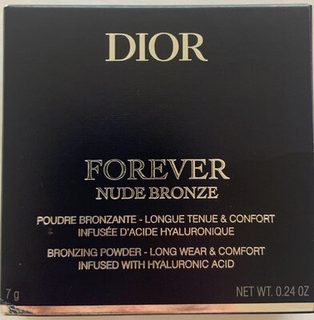 DIOR
FOREVER
NUDE BRONZE
POUDRE BRONZANTE - LONGUE TENUE & CONFORT
INFUSÉE D'ACIDE HYALURONIQUE
BRONZING POWDER - LONG WEAR & COMFORT
INFUSED WITH HYALURONIC ACID
7 g NET WT. 0.24 OZ